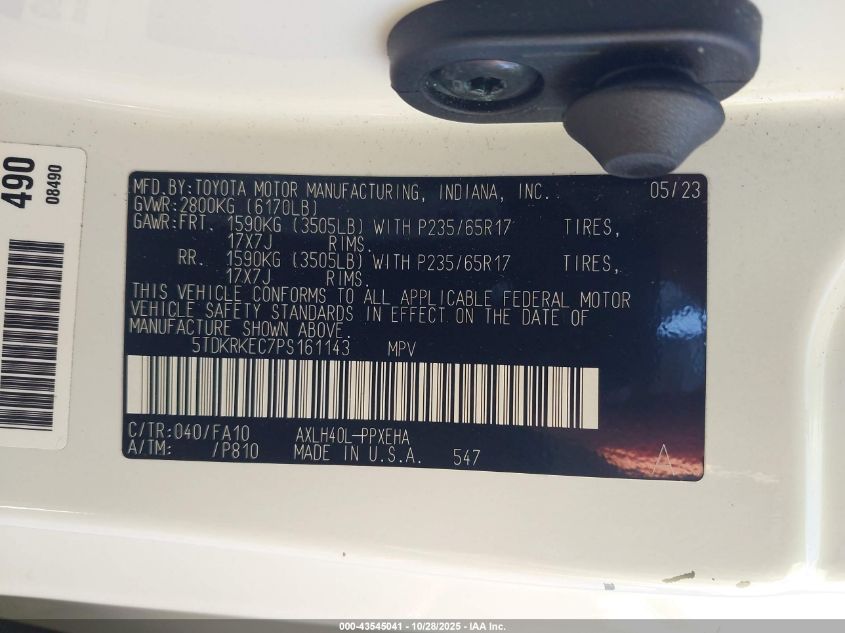 490
08490
MFD.BY:TOYOTA MOTOR MANUFACTURING, INDIANA, INC. 05/23
GVWR:2800KG (6170LB)
GAWR:FRT. 1590KG (3505LB) WITH P235/65R17 TIRES,
17X7J RIMS.
RR. 1590KG (3505LB) WITH P235/65R17 TIRES,
17X7J RIMS.
THIS VEHICLE CONFORMS TO ALL APPLICABLE FEDERAL MOTOR
VEHICLE SAFETY STANDARDS IN EFFECT ON THE DATE OF
MANUFACTURE SHOWN ABOVE.
5TDKRKEC7PS161143 MPV
C/TR:040/FA10 AXLH40L-PPXEHA
A/TM: /P810 MADE IN U.S.A. 547
A
000-43545041 | 10/28/2025 - IAA Inc.